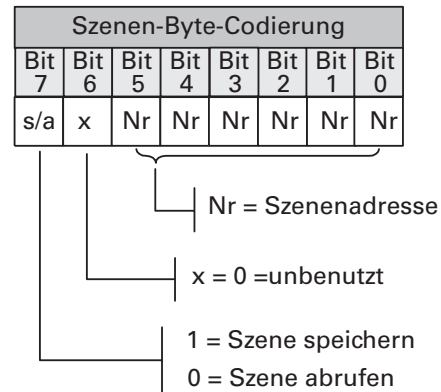 Szenen-Byte-Codierung
Bit 7 Bit 6 Bit 5 Bit 4 Bit 3 Bit 2 Bit 1 Bit 0
s/a x Nr Nr Nr Nr Nr Nr
Nr = Szenenadresse
x = 0 =unbenutzt
1 = Szene speichern
0 = Szene abrufen